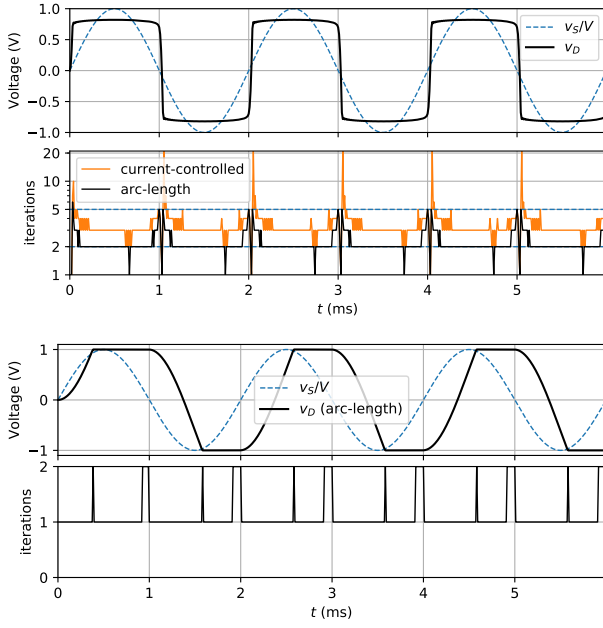 1.0
0.5
0.0
−0.5
−1.0
Voltage (V)
v_S/V
v_D
20
10
5
2
1
iterations
current-controlled
arc-length
0 1 2 3 4 5
t (ms)
1
0
−1
Voltage (V)
v_S/V
v_D (arc-length)
2
1
0
iterations
0 1 2 3 4 5
t (ms)